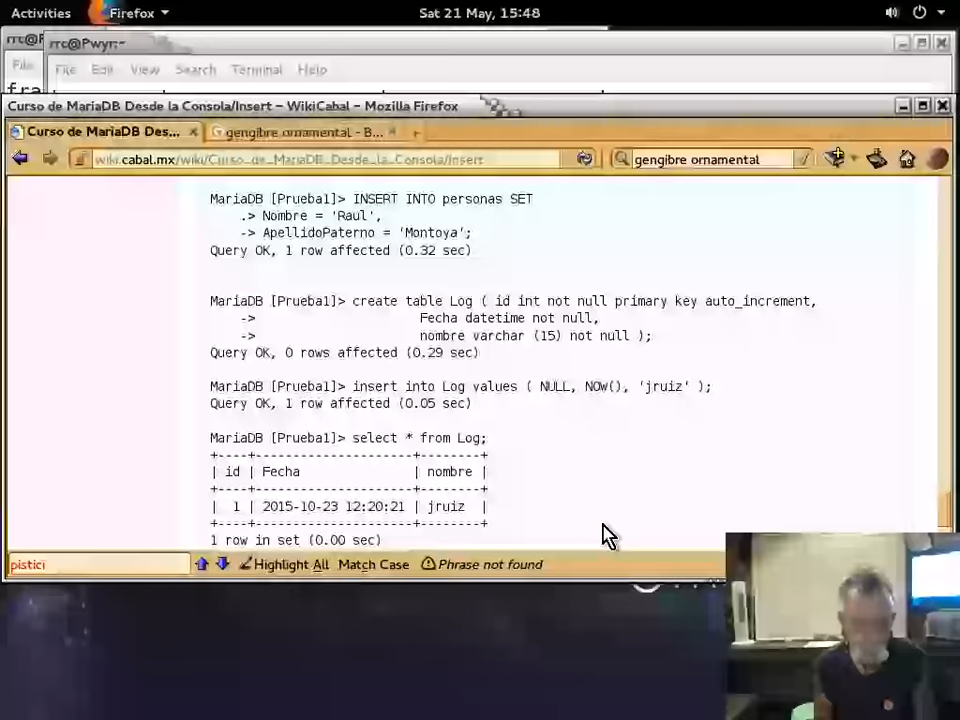 Activities
Firefox
Sat 21 May, 15:48
rrc@P
rrc@Pwyr:~
File
File Edit View Search Terminal Help
Curso de MariaDB Desde la Consola/Insert – WikiCabal – Mozilla Firefox
Curso de MariaDB Des... ×
gengibre ornamental - B... ×
wiki.cabal.mx/wiki/Curso_de_MariaDB_Desde_la_Consola/Insert
gengibre ornamental
MariaDB [Prueba1]> INSERT INTO personas SET
.> Nombre = 'Raul',
-> ApellidoPaterno = 'Montoya';
Query OK, 1 row affected (0.32 sec)
MariaDB [Prueba1]> create table Log ( id int not null primary key auto_increment,
-> Fecha datetime not null,
-> nombre varchar (15) not null );
Query OK, 0 rows affected (0.29 sec)
MariaDB [Prueba1]> insert into Log values ( NULL, NOW(), 'jruiz' );
Query OK, 1 row affected (0.05 sec)
MariaDB [Prueba1]> select * from Log;
+----+---------------------+--------+
| id | Fecha | nombre |
+----+---------------------+--------+
| 1 | 2015-10-23 12:20:21 | jruiz |
+----+---------------------+--------+
1 row in set (0.00 sec)
pistici
Highlight All Match Case Phrase not found